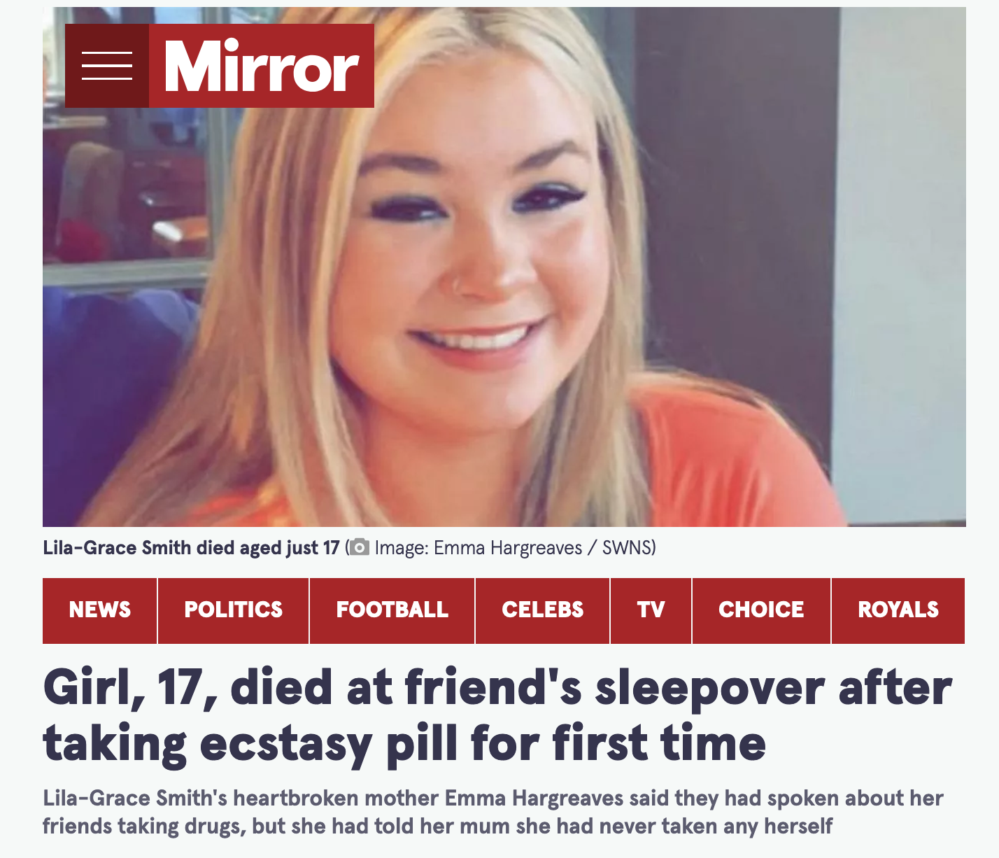 Mirror
Lila-Grace Smith died aged just 17 ( Image: Emma Hargreaves / SWNS)
NEWS POLITICS FOOTBALL CELEBS TV CHOICE ROYALS
Girl, 17, died at friend's sleepover after
taking ecstasy pill for first time
Lila-Grace Smith's heartbroken mother Emma Hargreaves said they had spoken about her
friends taking drugs, but she had told her mum she had never taken any herself